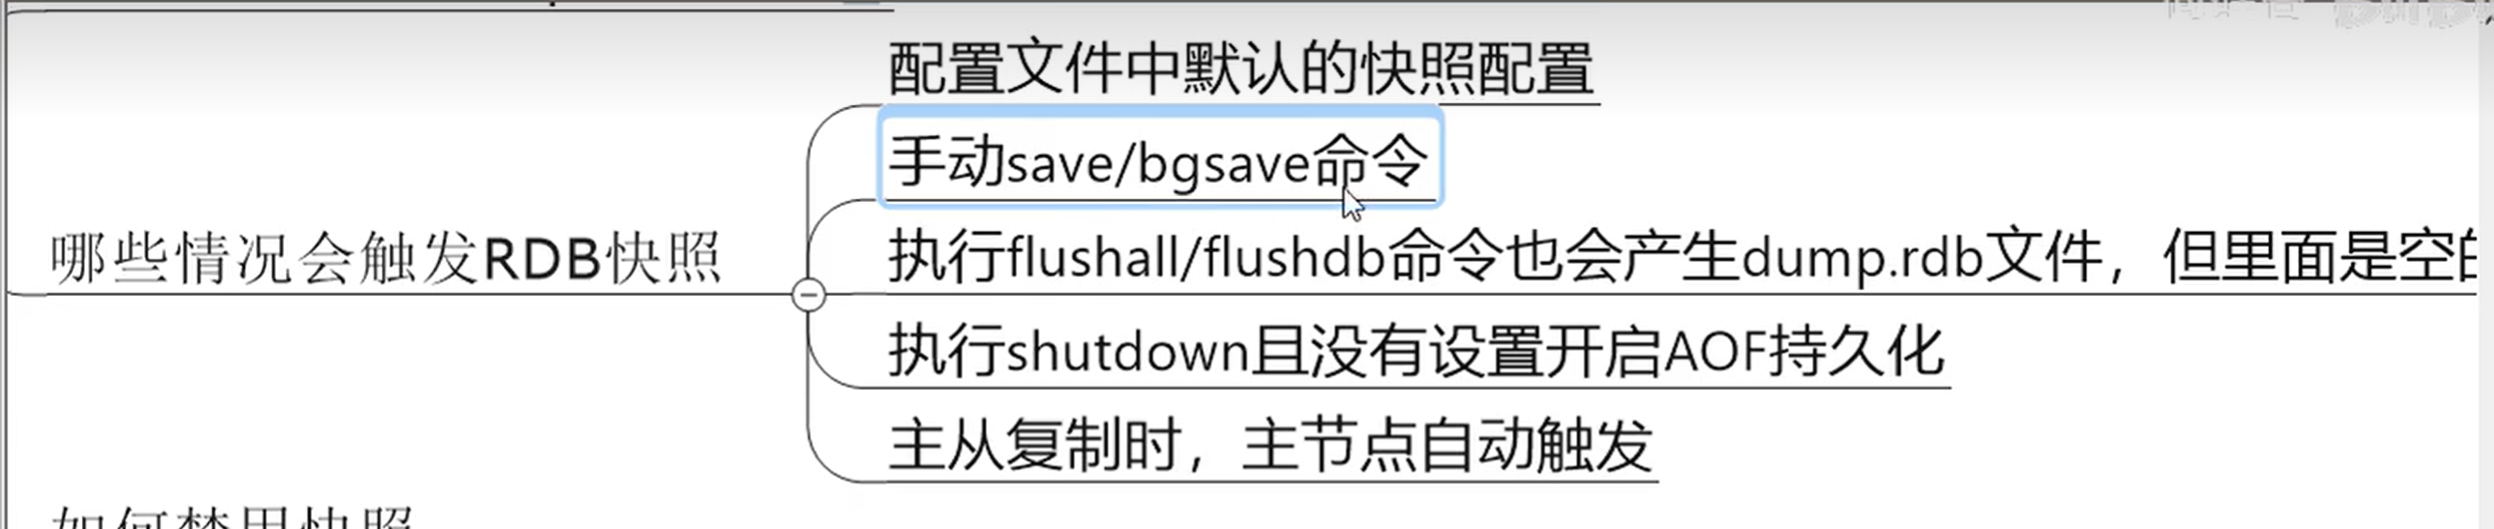 配置文件中默认的快照配置
手动save/bgsave命令
哪些情况会触发RDB快照
执行flushall/flushdb命令也会产生dump.rdb文件，但里面是空的
执行shutdown且没有设置开启AOF持久化
主从复制时，主节点自动触发
如何禁用快照